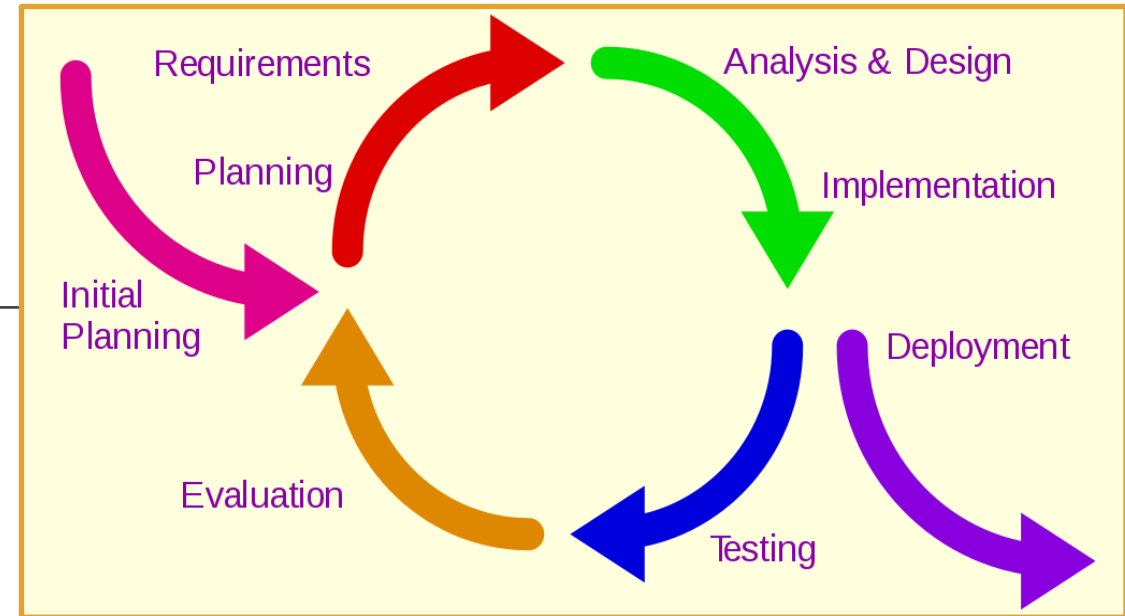 Requirements
Analysis & Design
Planning
Implementation
Initial
Planning
Deployment
Evaluation
Testing